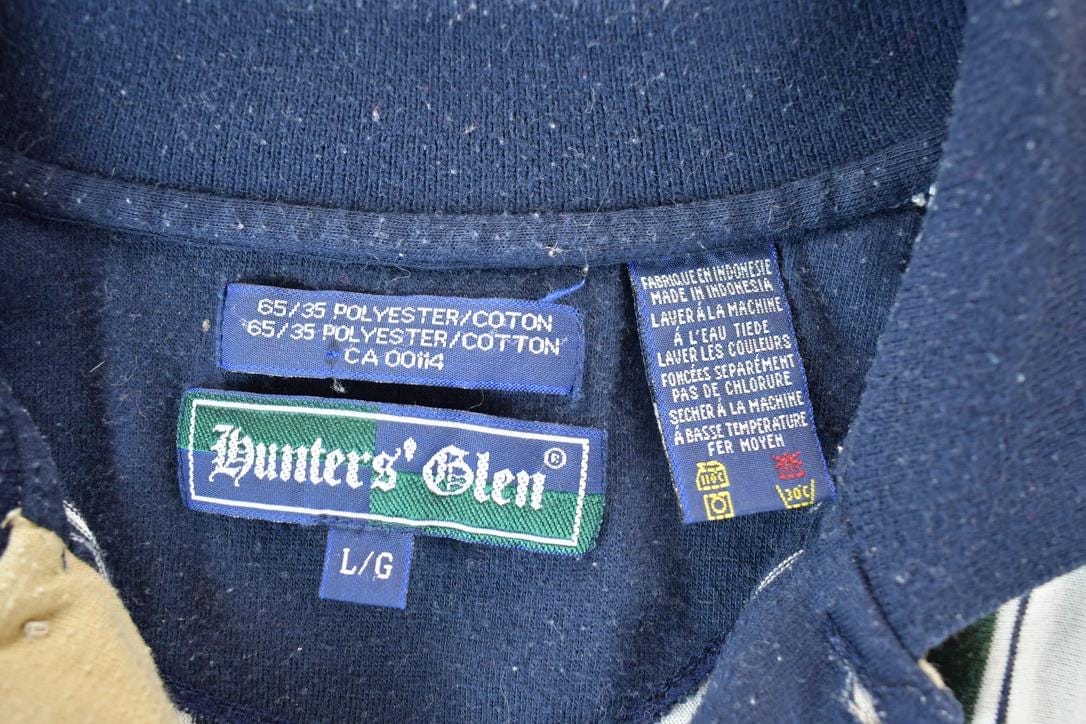 65/35 POLYESTER/COTON
65/35 POLYESTER/COTTON
CA 00114
Hunters' Glen®
L/G
FABRIQUE EN INDONESIE
MADE IN INDONESIA
LAVER À LA MACHINE
À L'EAU TIEDE
LAVER LES COULEURS
FONCÉES SEPARÉMENT
PAS DE CHLORURE
SECHER À LA MACHINE
À BASSE TEMPERATURE
FER MOYEN
110C
30C